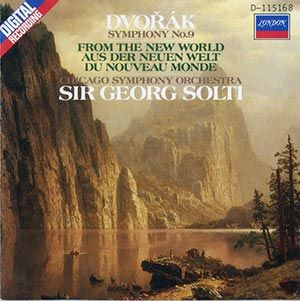 DIGITAL
RECORDING
D-115168
LONDON
DVOŘÁK
SYMPHONY NO.9
FROM THE NEW WORLD
AUS DER NEUEN WELT
DU NOUVEAU MONDE
CHICAGO SYMPHONY ORCHESTRA
SIR GEORG SOLTI